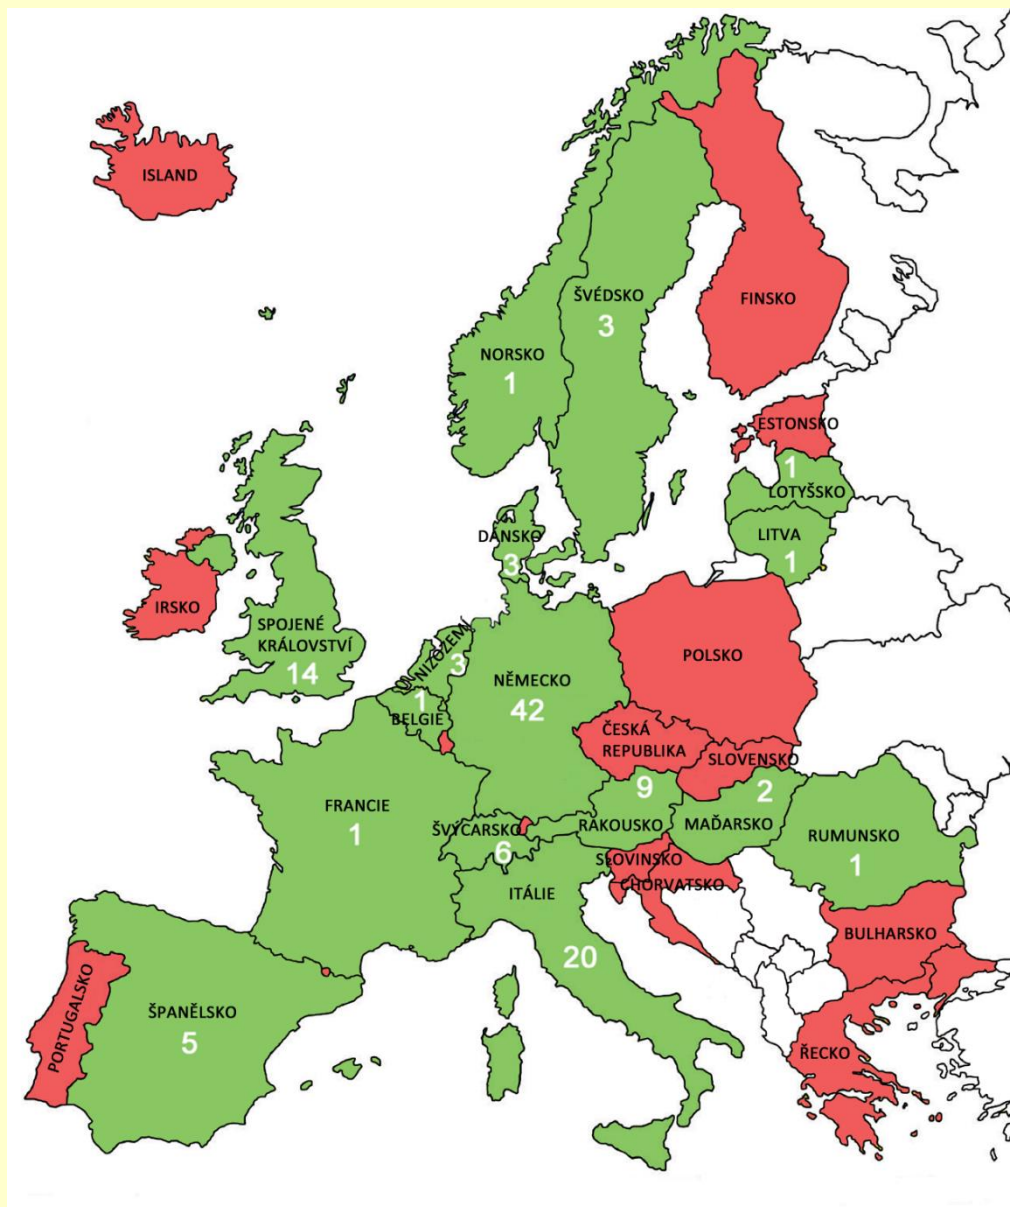 ISLAND
FINSKO
ŠVÉDSKO
3
NORSKO
1
ESTONSKO
1
LOTYŠSKO
LITVA
1
DÁNSKO
3
IRSKO
SPOJENÉ
KRÁLOVSTVÍ
14
NIZOZEMÍ
3
1
BELGIE
NĚMECKO
42
POLSKO
ČESKÁ
REPUBLIKA
SLOVENSKO
9
2
FRANCIE
1
ŠVÝCARSKO
6
RAKOUSKO
MAĎARSKO
RUMUNSKO
1
SLOVINSKO
CHORVATSKO
ITÁLIE
20
BULHARSKO
PORTUGALSKO
ŠPANĚLSKO
5
ŘECKO